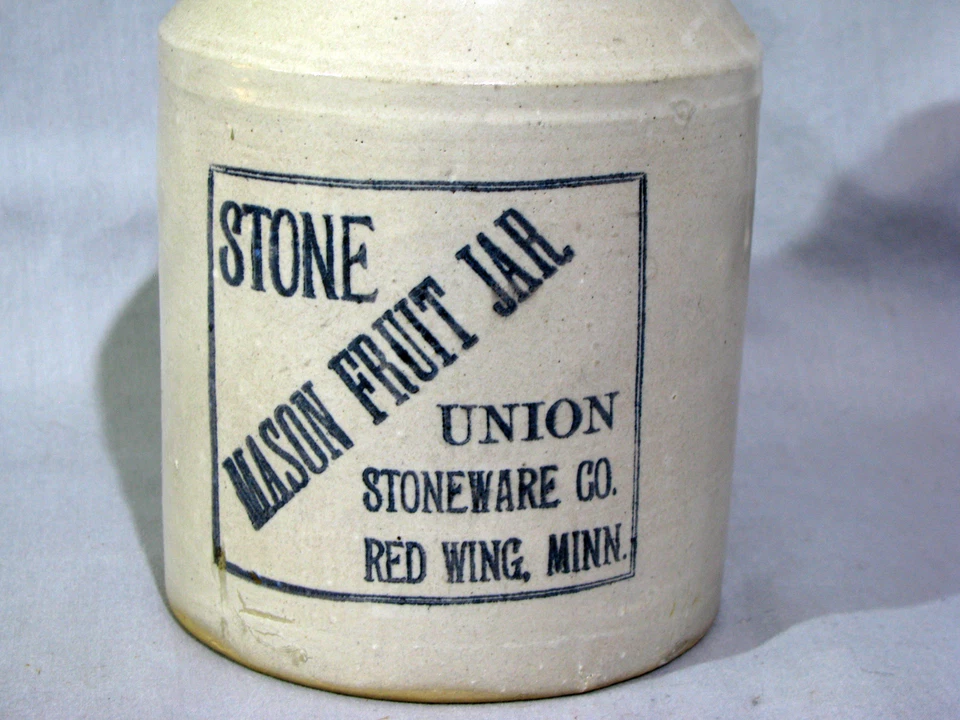 STONE
MASON FRUIT JAR
UNION
STONEWARE CO.
RED WING, MINN.